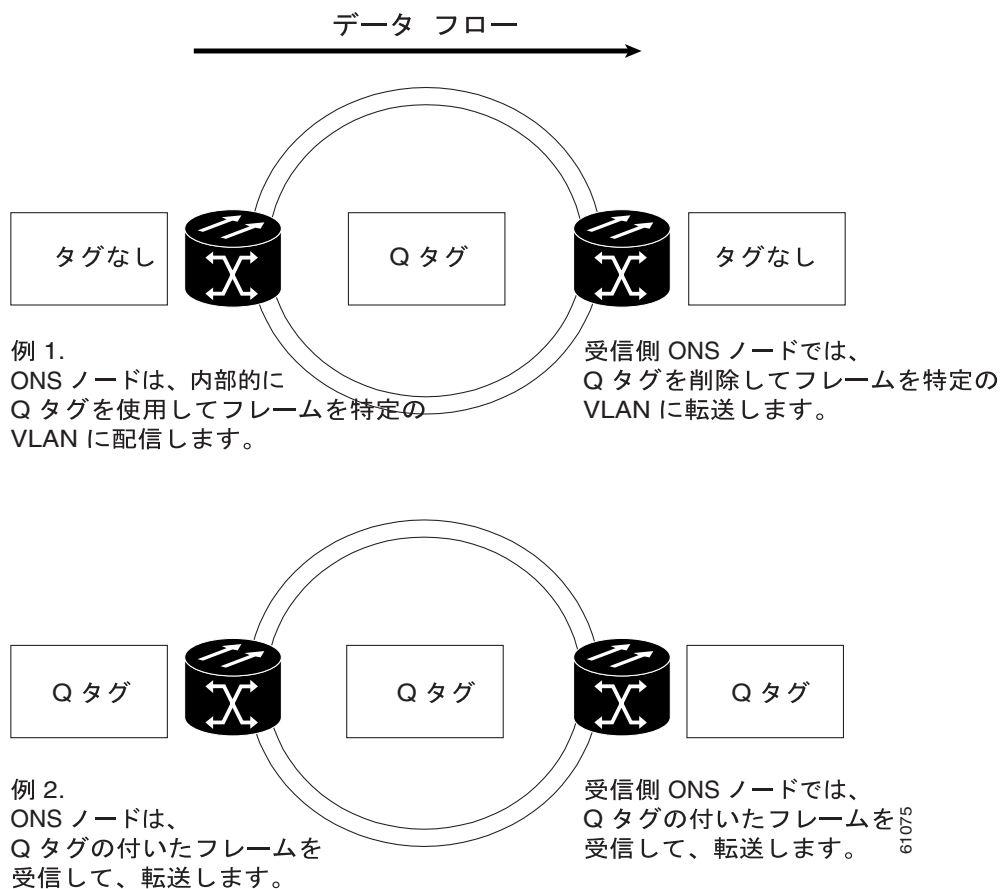 データ フロー
タグなし
Q タグ
タグなし
例 1.
ONS ノードは、内部的に
Q タグを使用してフレームを特定の
VLAN に配信します。
受信側 ONS ノードでは、
Q タグを削除してフレームを特定の
VLAN に転送します。
Q タグ
Q タグ
Q タグ
例 2.
ONS ノードは、
Q タグの付いたフレームを
受信して、転送します。
受信側 ONS ノードでは、
Q タグの付いたフレームを
受信して、転送します。
61075